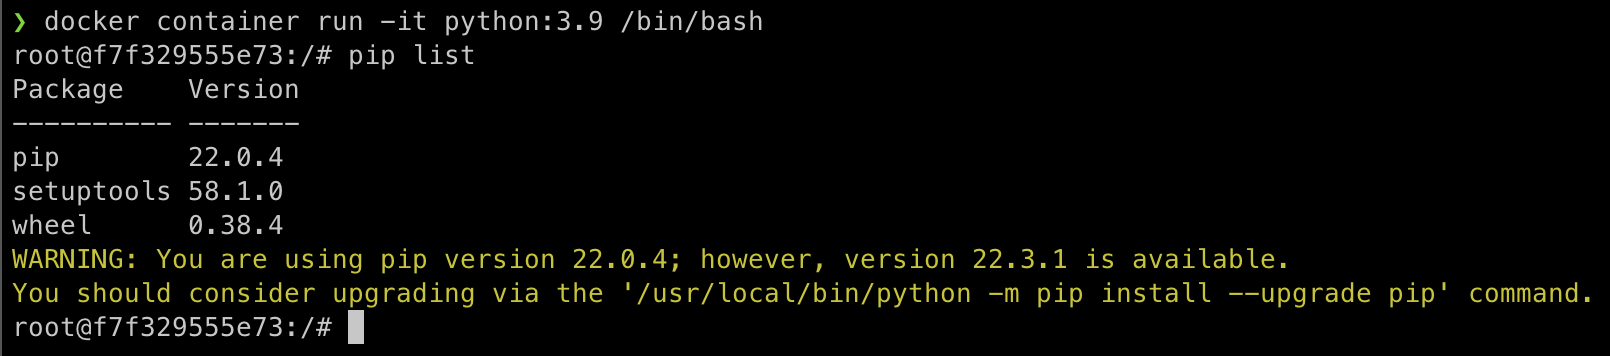 ❯ docker container run -it python:3.9 /bin/bash
root@f7f329555e73:/# pip list
Package    Version
---------- -------
pip        22.0.4
setuptools 58.1.0
wheel      0.38.4
WARNING: You are using pip version 22.0.4; however, version 22.3.1 is available.
You should consider upgrading via the '/usr/local/bin/python -m pip install --upgrade pip' command.
root@f7f329555e73:/#